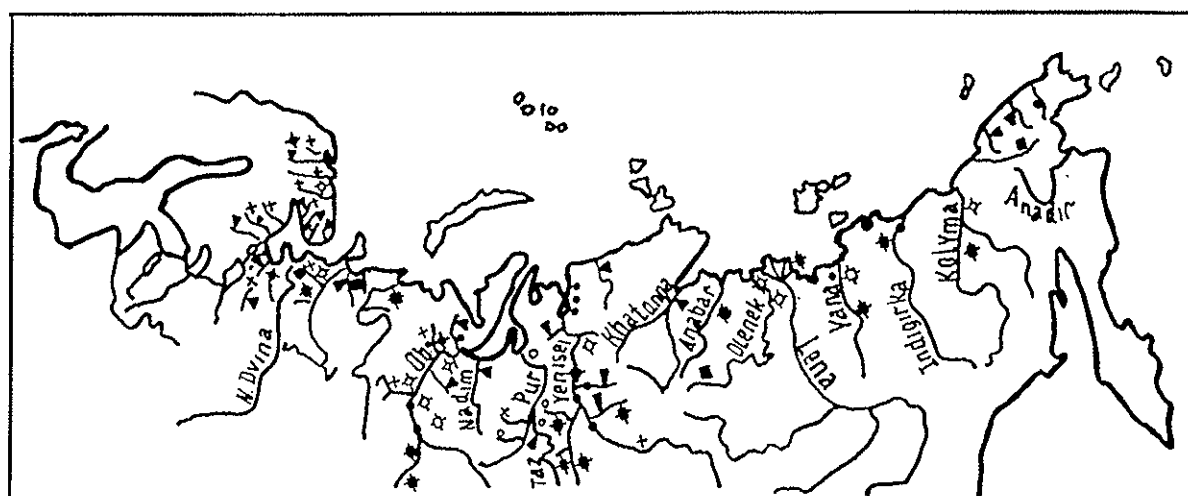 N. Dvina
Ob
Nadim
Pur
Taz
Yenisei
Khatanga
Anabar
Olenek
Lena
Yana
Indigirka
Kolyma
Anadir